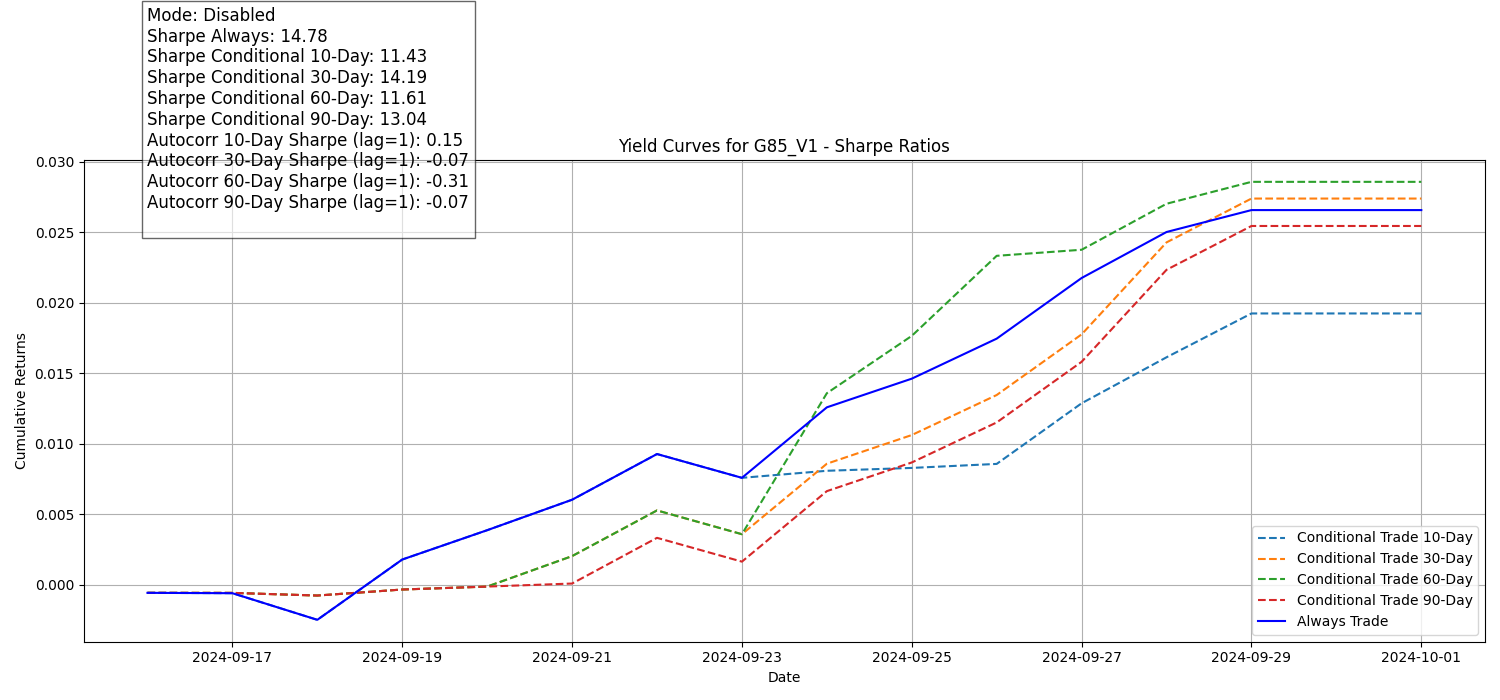 Mode: Disabled
Sharpe Always: 14.78
Sharpe Conditional 10-Day: 11.43
Sharpe Conditional 30-Day: 14.19
Sharpe Conditional 60-Day: 11.61
Sharpe Conditional 90-Day: 13.04
Autocorr 10-Day Sharpe (lag=1): 0.15
Autocorr 30-Day Sharpe (lag=1): -0.07
Autocorr 60-Day Sharpe (lag=1): -0.31
Autocorr 90-Day Sharpe (lag=1): -0.07
Yield Curves for G85_V1 - Sharpe Ratios
Cumulative Returns
0.030
0.025
0.020
0.015
0.010
0.005
0.000
Conditional Trade 10-Day
Conditional Trade 30-Day
Conditional Trade 60-Day
Conditional Trade 90-Day
Always Trade
2024-09-17
2024-09-19
2024-09-21
2024-09-23
2024-09-25
2024-09-27
2024-09-29
2024-10-01
Date